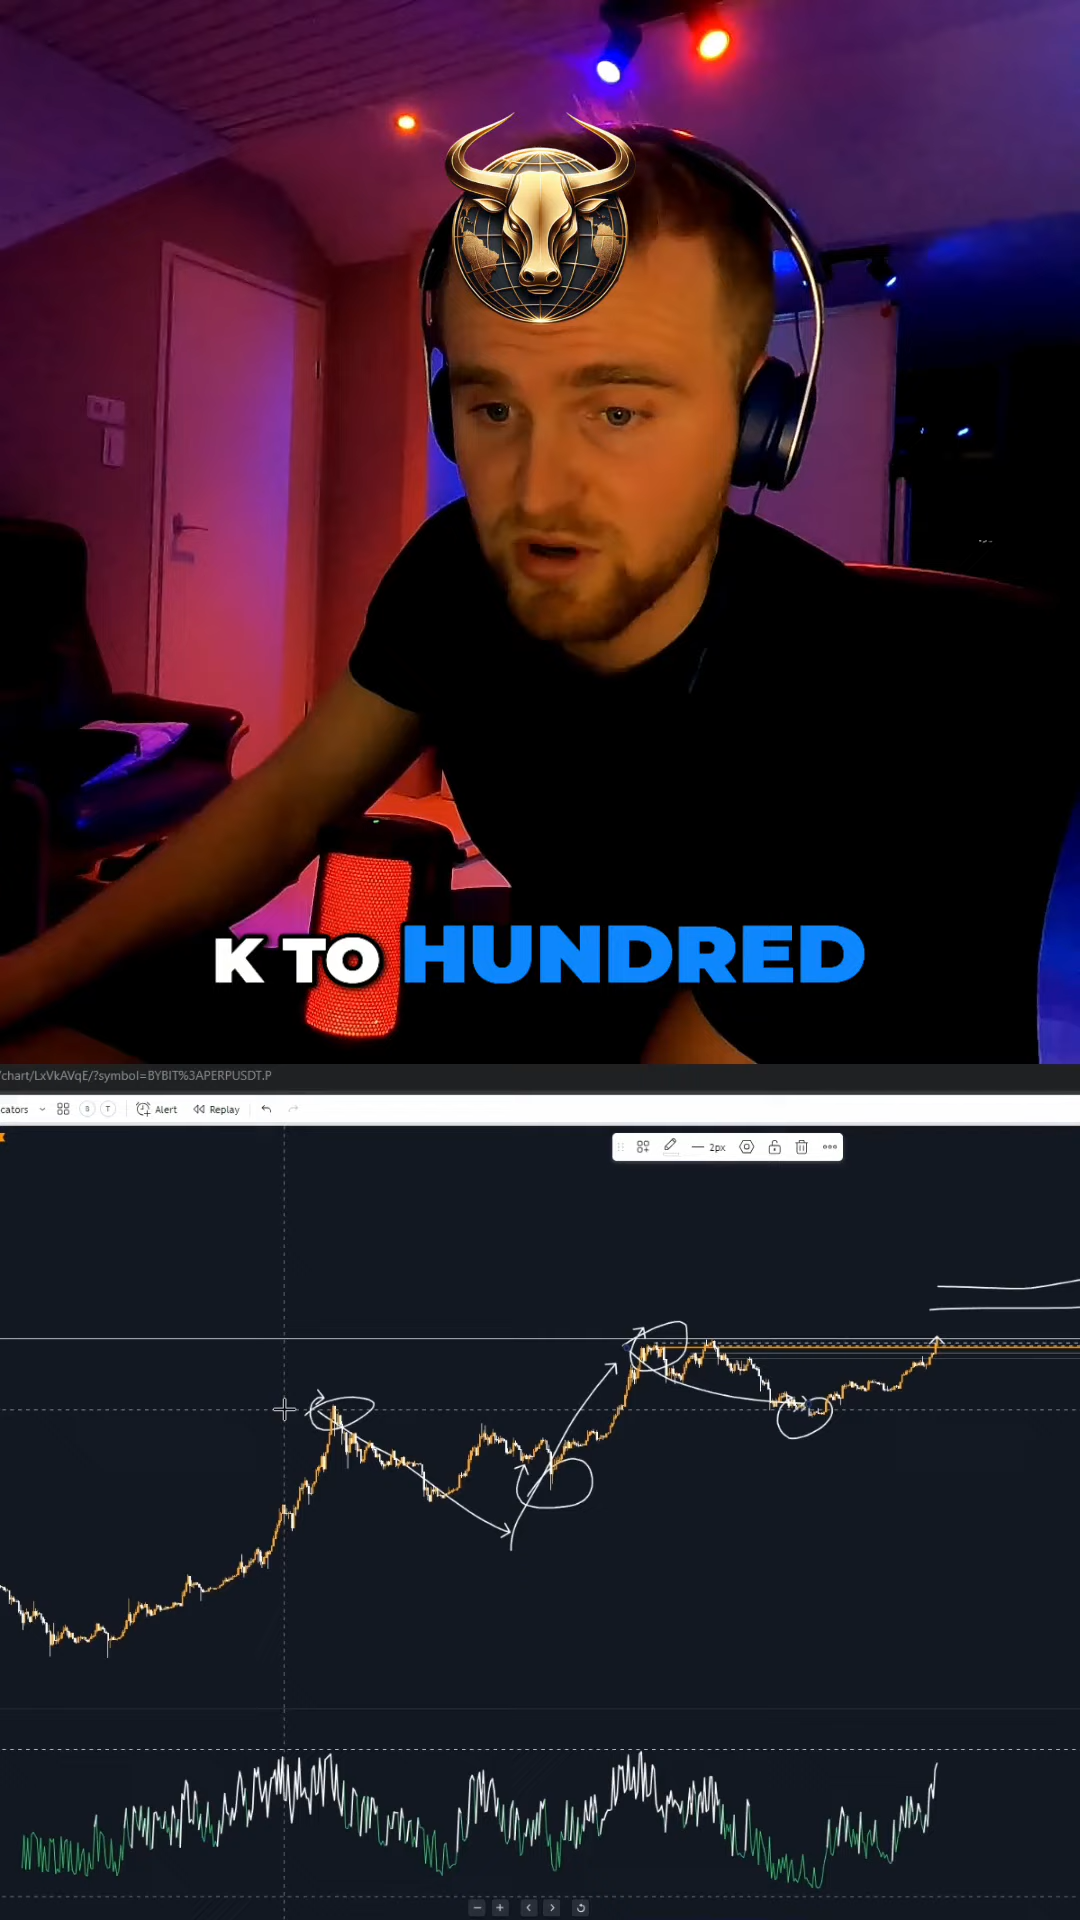 K TO HUNDRED
/chart/LxVkAVqE/?symbol=BYBIT%3APERPUSDT.P
cators S T Alert Replay
2px